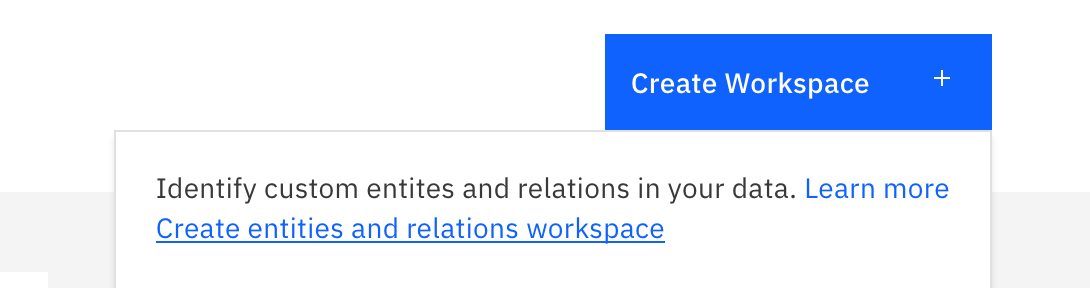 Create Workspace
Identify custom entites and relations in your data. Learn more
Create entities and relations workspace